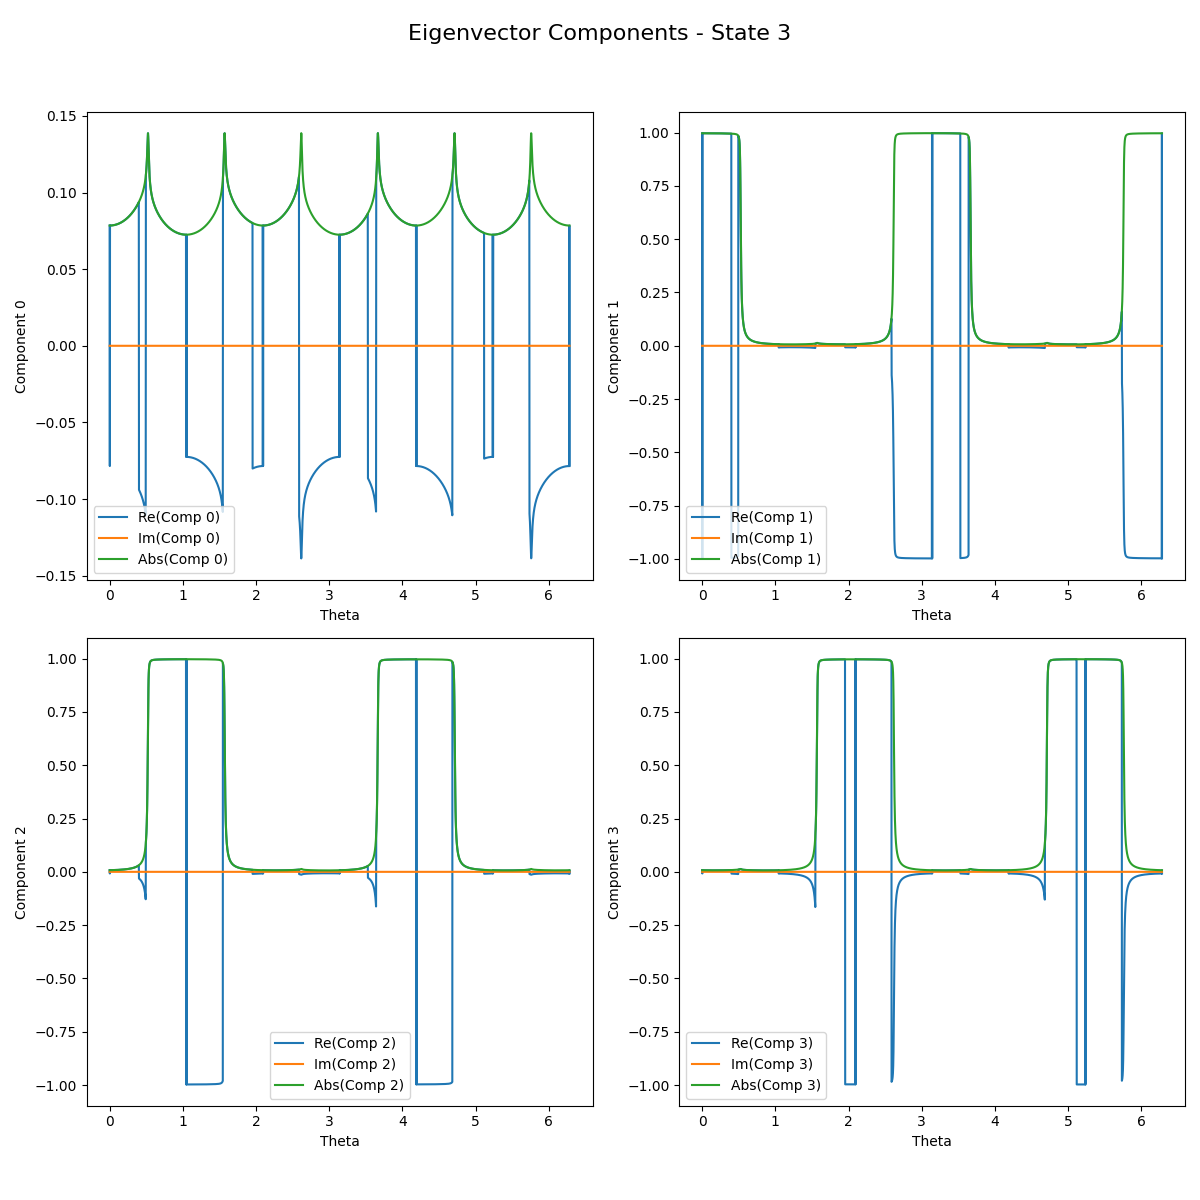 Eigenvector Components - State 3
0.15
0.10
0.05
0.00
−0.05
−0.10
−0.15
Component 0
Re(Comp 0)
Im(Comp 0)
Abs(Comp 0)
0 1 2 3 4 5 6
Theta
1.00
0.75
0.50
0.25
0.00
−0.25
−0.50
−0.75
−1.00
Component 1
Re(Comp 1)
Im(Comp 1)
Abs(Comp 1)
0 1 2 3 4 5 6
Theta
1.00
0.75
0.50
0.25
0.00
−0.25
−0.50
−0.75
−1.00
Component 2
Re(Comp 2)
Im(Comp 2)
Abs(Comp 2)
0 1 2 3 4 5 6
Theta
1.00
0.75
0.50
0.25
0.00
−0.25
−0.50
−0.75
−1.00
Component 3
Re(Comp 3)
Im(Comp 3)
Abs(Comp 3)
0 1 2 3 4 5 6
Theta